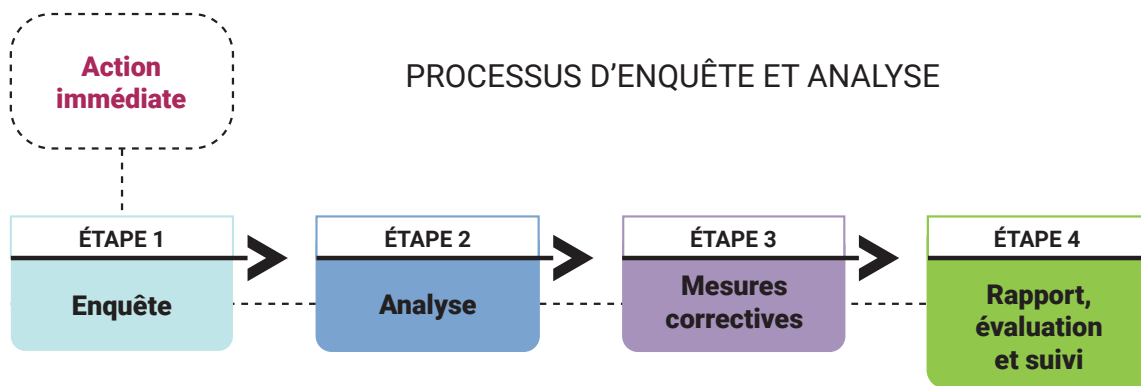 Action
immédiate
PROCESSUS D’ENQUÊTE ET ANALYSE
ÉTAPE 1
Enquête
ÉTAPE 2
Analyse
ÉTAPE 3
Mesures
correctives
ÉTAPE 4
Rapport,
évaluation
et suivi